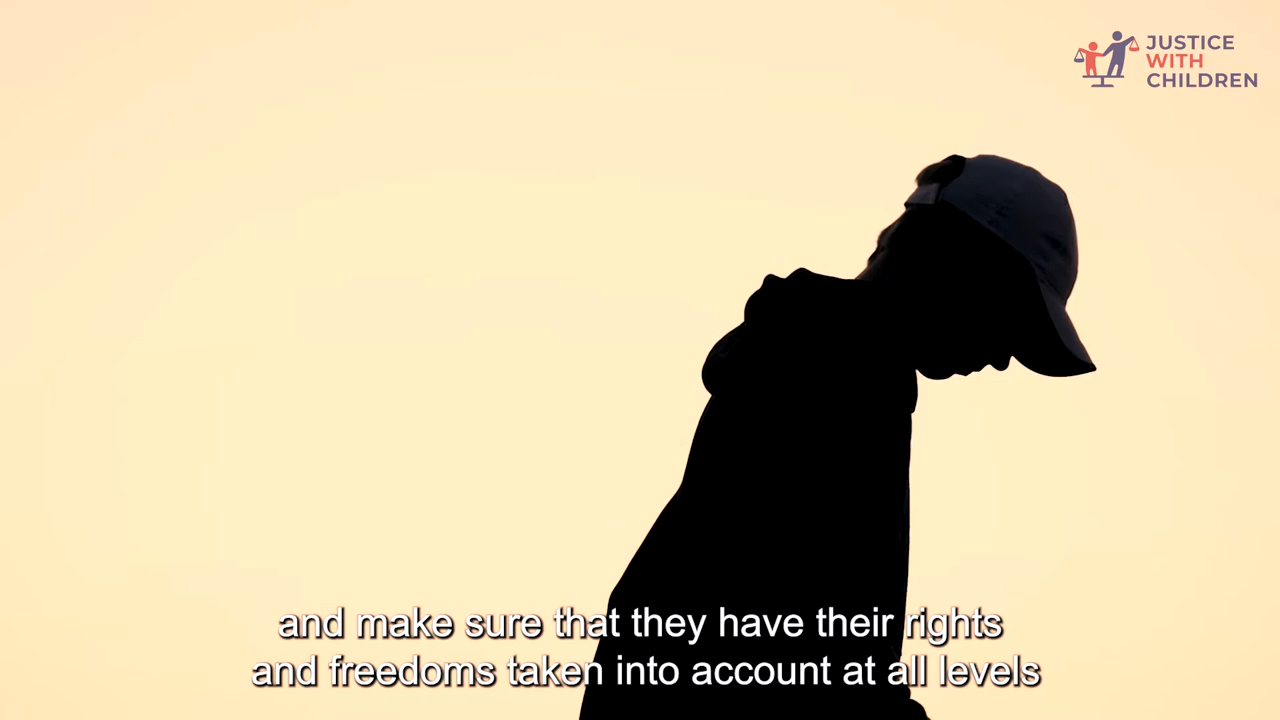 JUSTICE
WITH
CHILDREN
and make sure that they have their rights
and freedoms taken into account at all levels